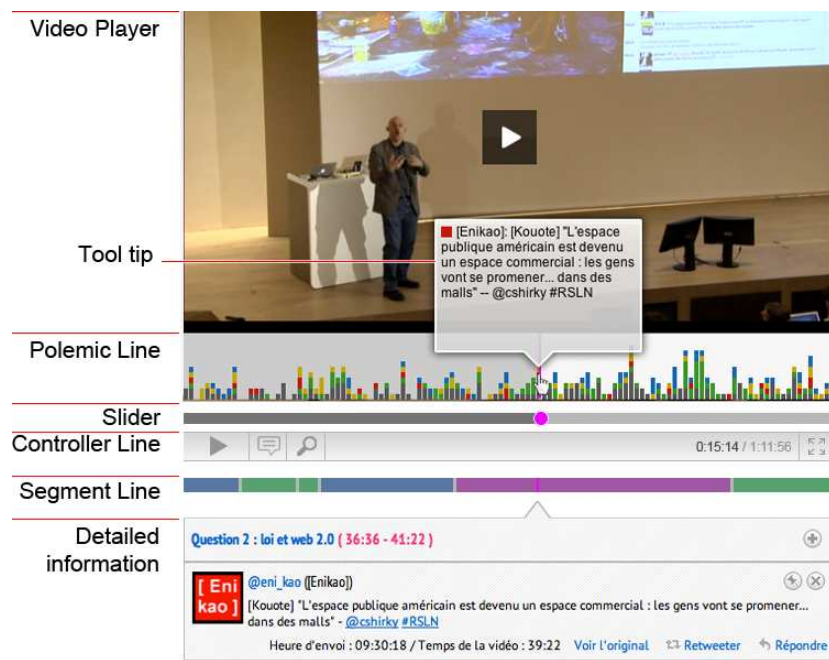 Video Player
Tool tip
[Enikao]: [Kouote] "L'espace
publique américain est devenu
un espace commercial : les gens
vont se promener... dans des
malls" -- @cshirky #RSLN
Polemic Line
Slider
Controller Line
0:15:14 / 1:11:56
Segment Line
Detailed
information
Question 2 : loi et web 2.0 ( 36:36 - 41:22 )
[ Eni
kao ]
@eni_kao ([Enikao])
[Kouote] "L'espace publique américain est devenu un espace commercial : les gens vont se promener...
dans des malls" - @cshirky #RSLN
Heure d'envoi : 09:30:18 / Temps de la vidéo : 39:22 Voir l'original Retweeter Répondre